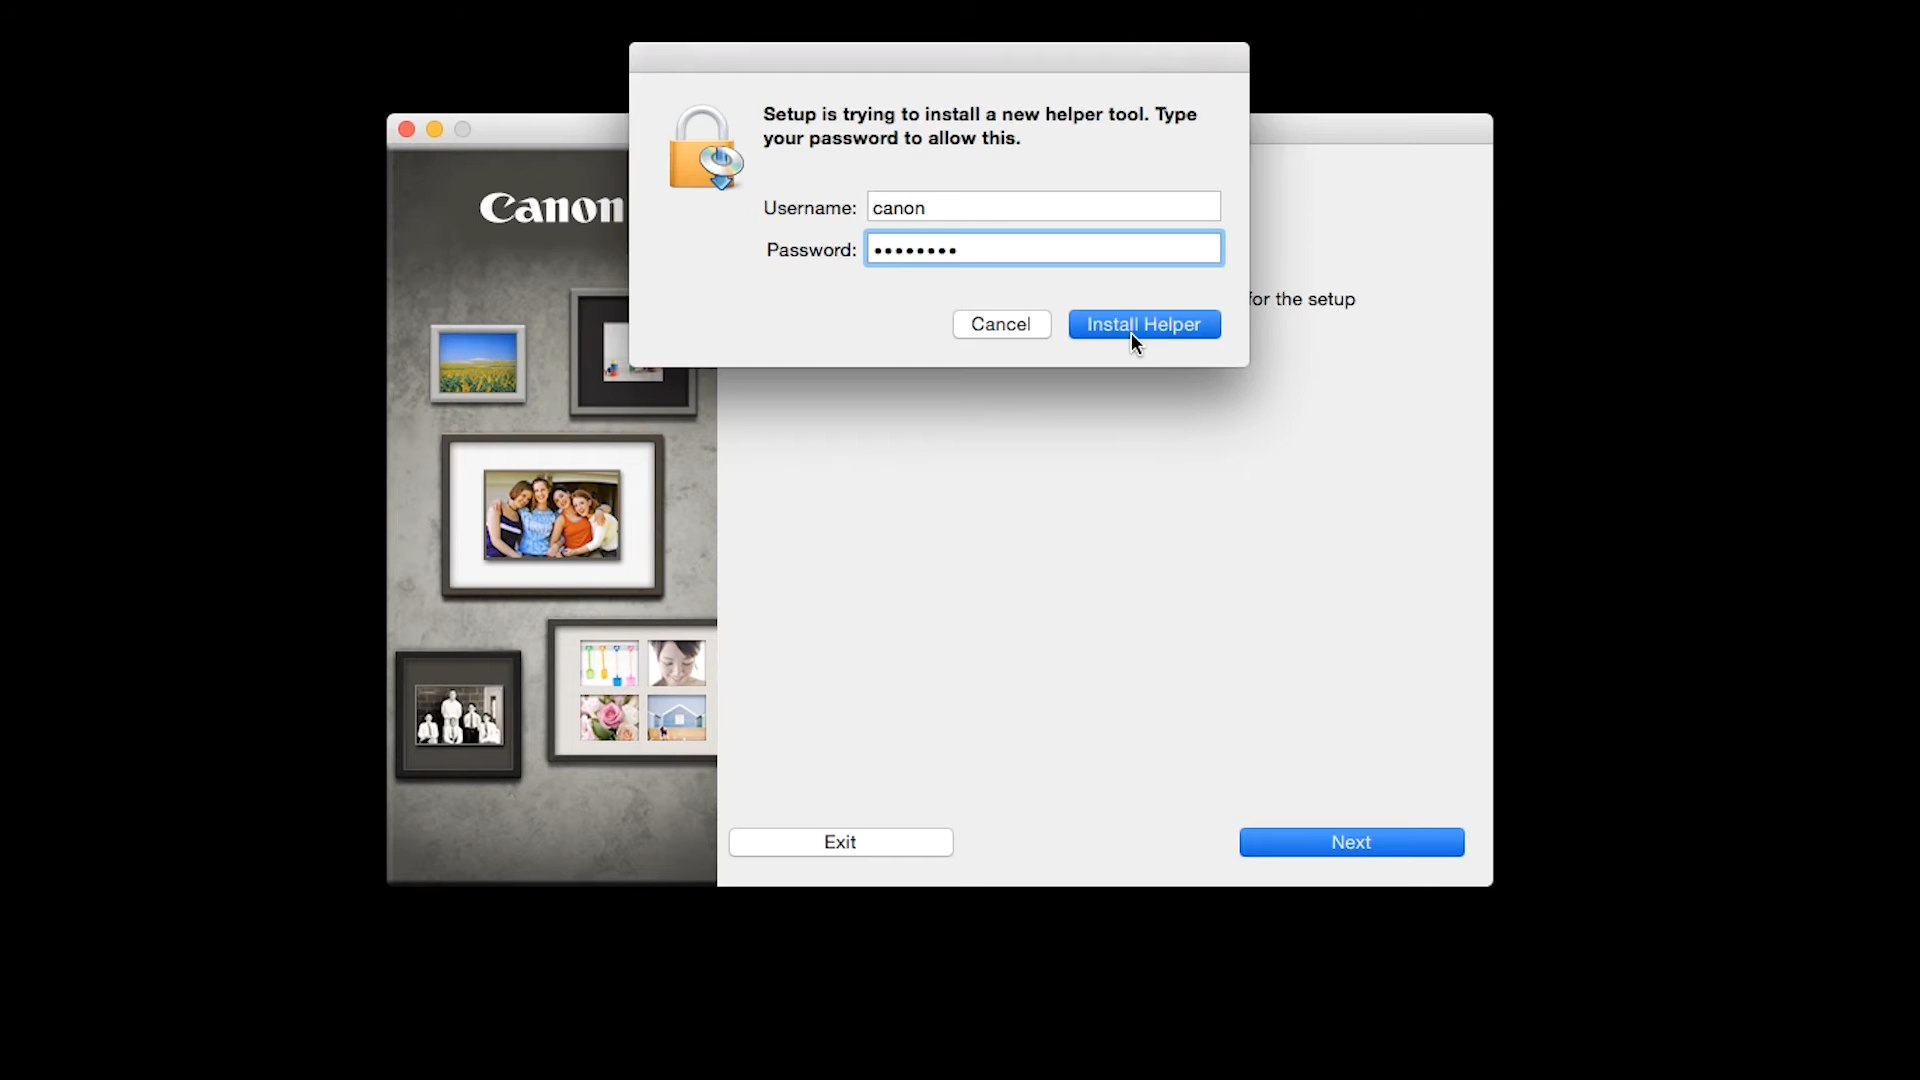 Setup is trying to install a new helper tool. Type
your password to allow this.
Canon
Username: canon
Password: ••••••••
for the setup
Cancel
Install Helper
Exit
Next